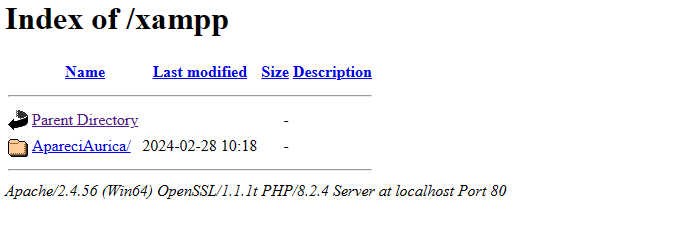 Index of /xampp
Name Last modified Size Description
Parent Directory -
ApareciAurica/ 2024-02-28 10:18 -
Apache/2.4.56 (Win64) OpenSSL/1.1.1t PHP/8.2.4 Server at localhost Port 80